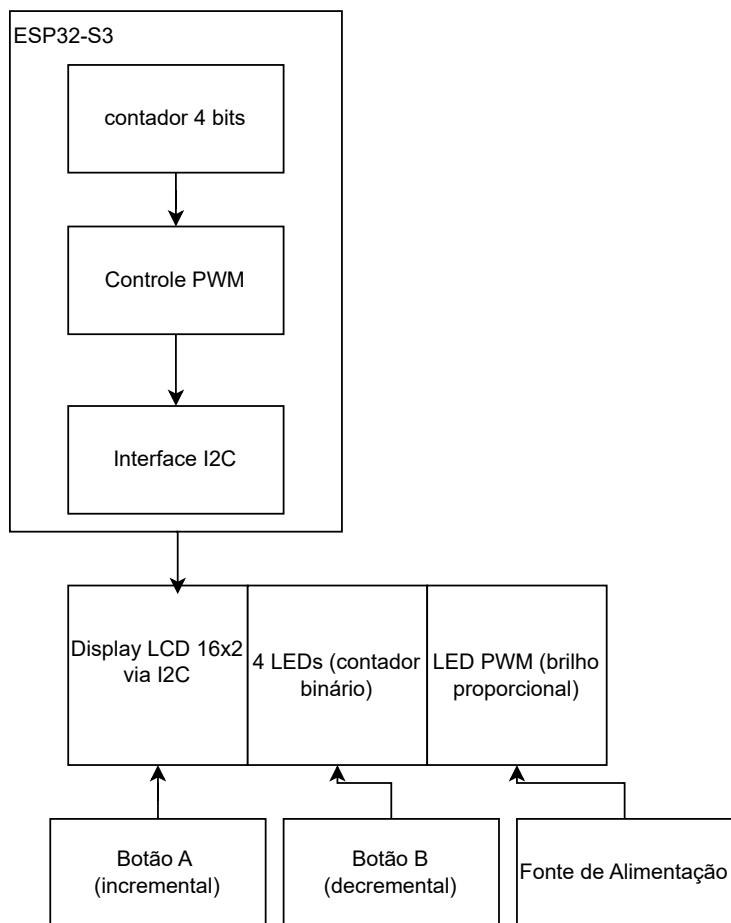 ESP32-S3
contador 4 bits
Controle PWM
Interface I2C
Display LCD 16x2
via I2C
4 LEDs (contador
binário)
LED PWM (brilho
proporcional)
Botão A
(incremental)
Botão B
(decremental)
Fonte de Alimentação